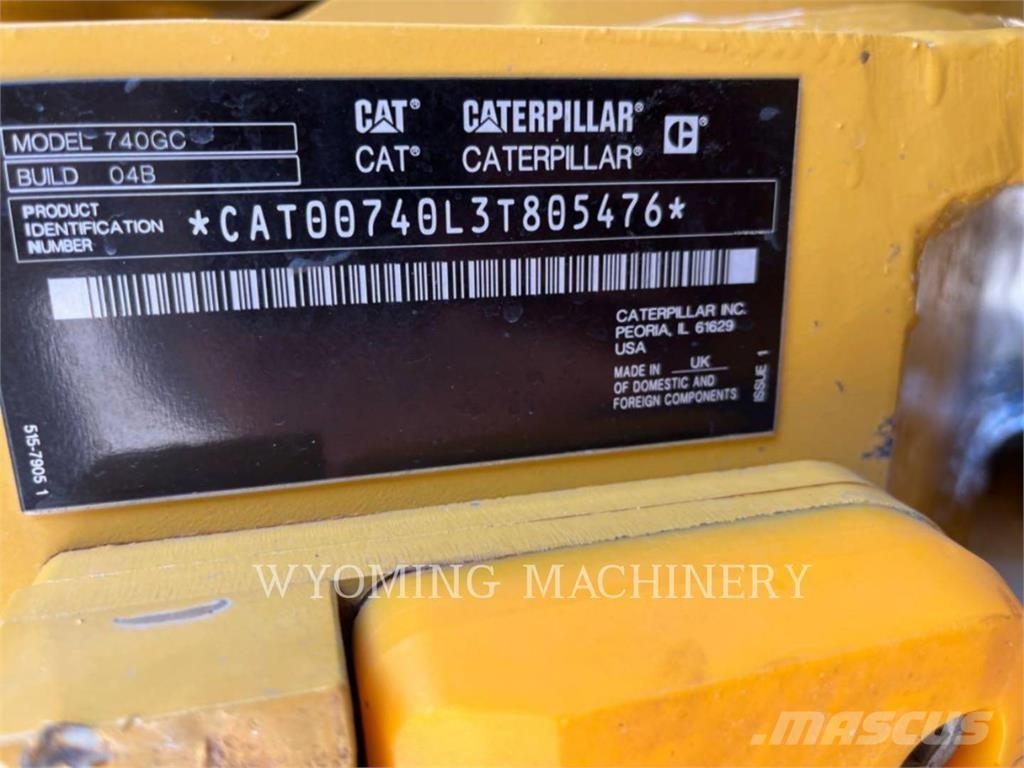 CAT® CATERPILLAR®
CAT® CATERPILLAR®
C®
MODEL 740GC
BUILD 04B
PRODUCT
IDENTIFICATION
NUMBER
*CAT00740L3T805476*
CATERPILLAR INC.
PEORIA, IL 61629
USA
MADE IN UK
OF DOMESTIC AND
FOREIGN COMPONENTS
ISSUE 1
515-7905 1
WYOMING MACHINERY
MASCUS